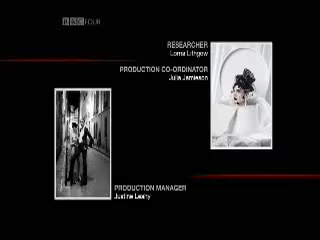 BBC FOUR
RESEARCHER
Lorna Lithgow
PRODUCTION CO-ORDINATOR
Julia Jamieson
PRODUCTION MANAGER
Justine Leahy